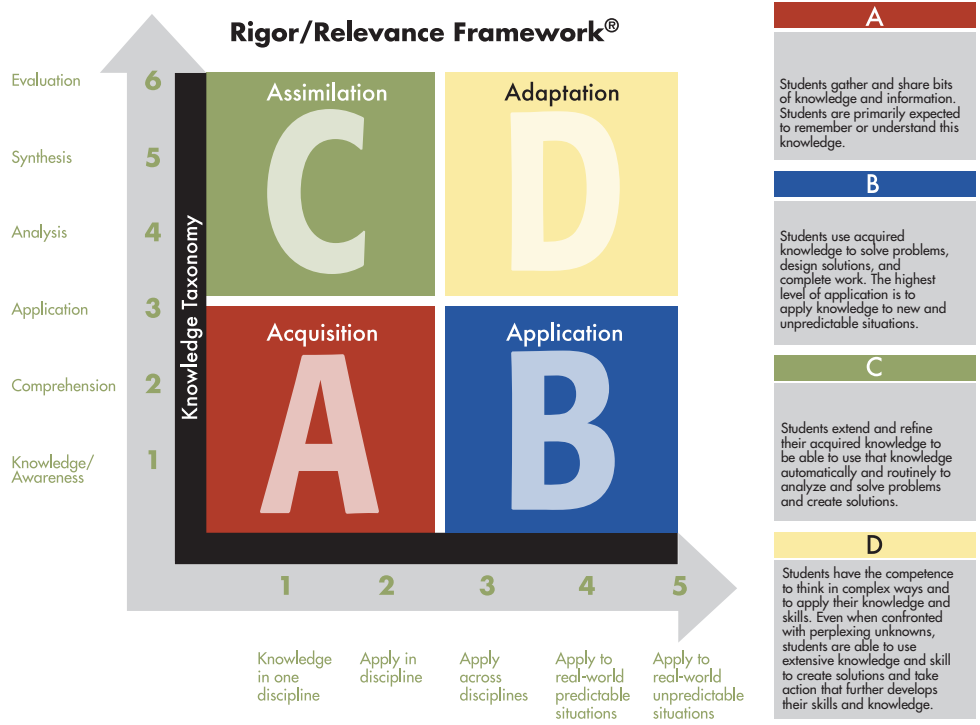 Rigor/Relevance Framework®
Evaluation
6
Synthesis
5
Analysis
4
Application
3
Comprehension
2
Knowledge/
Awareness
1
Knowledge Taxonomy
Assimilation
C
Adaptation
D
Acquisition
A
Application
B
1
2
3
4
5
Knowledge
in one
discipline
Apply in
discipline
Apply
across
disciplines
Apply to
real-world
predictable
situations
Apply to
real-world
unpredictable
situations
A
Students gather and share bits
of knowledge and information.
Students are primarily expected
to remember or understand this
knowledge.
B
Students use acquired
knowledge to solve problems,
design solutions, and
complete work. The highest
level of application is to
apply knowledge to new and
unpredictable situations.
C
Students extend and refine
their acquired knowledge to
be able to use that knowledge
automatically and routinely to
analyze and solve problems
and create solutions.
D
Students have the competence
to think in complex ways and
to apply their knowledge and
skills. Even when confronted
with perplexing unknowns,
students are able to use
extensive knowledge and skill
to create solutions and take
action that further develops
their skills and knowledge.